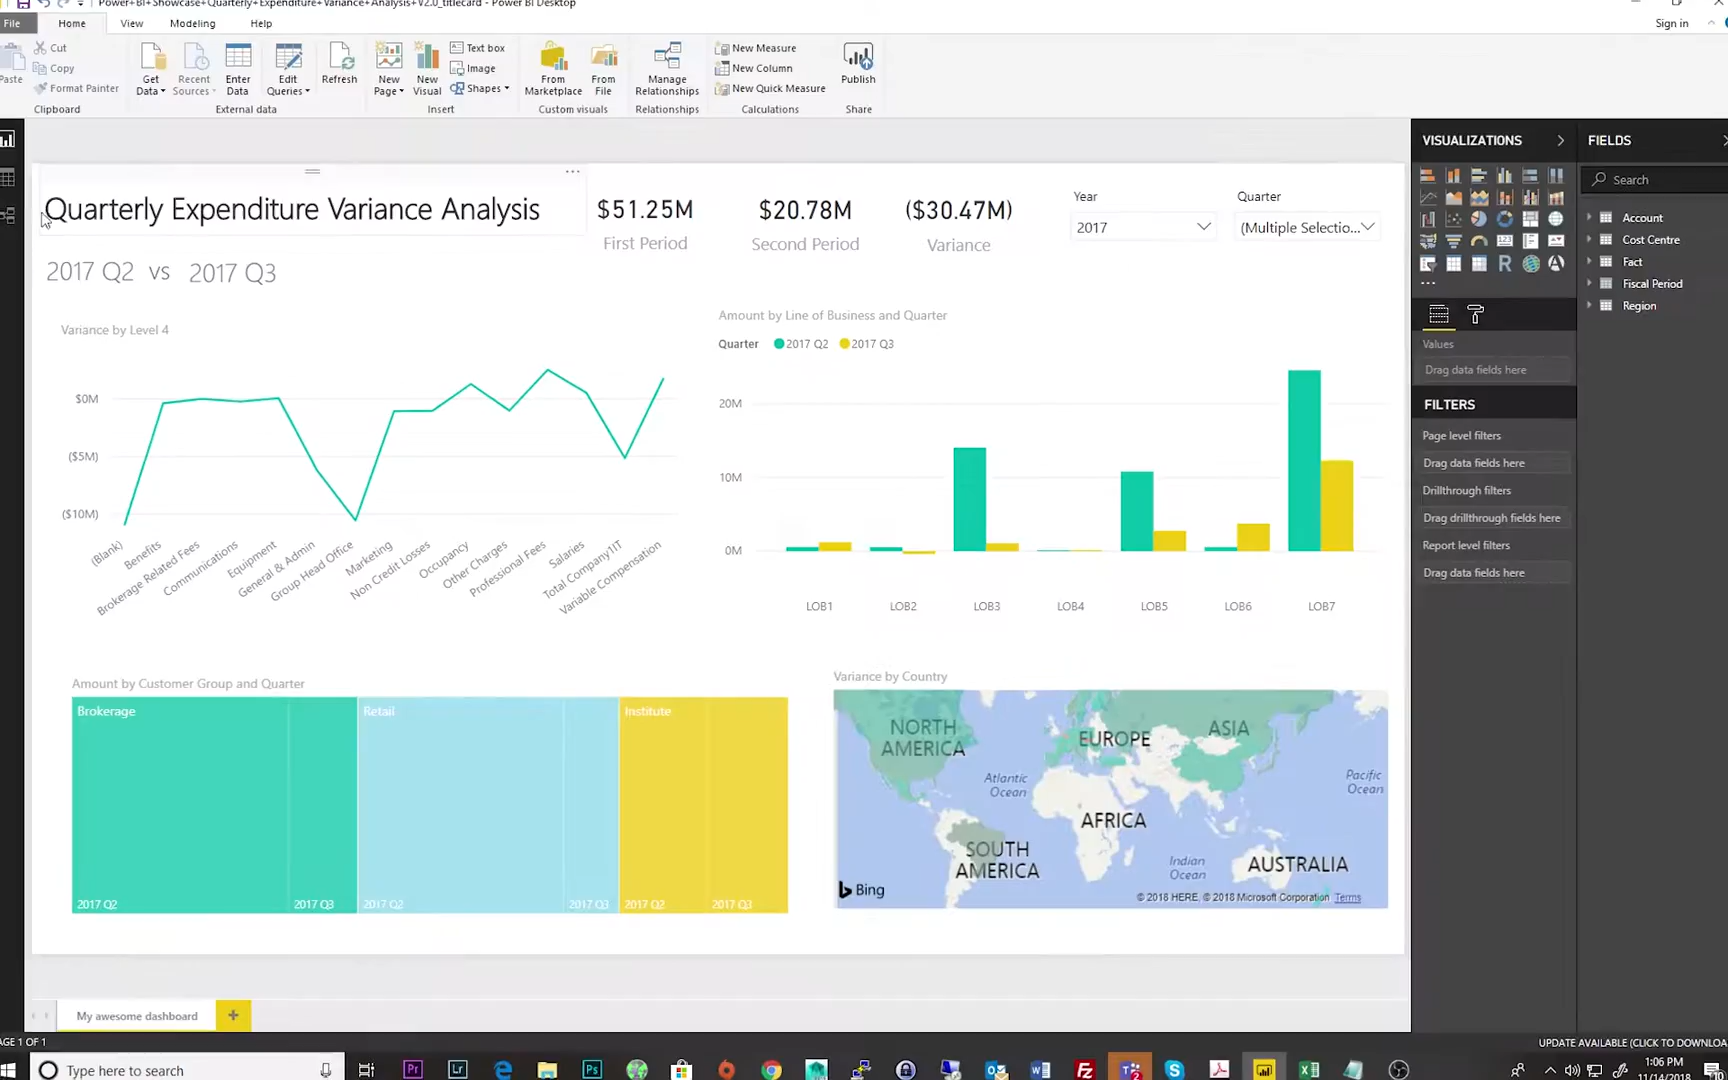 Power+BI+Showcase+Quarterly+Expenditure+Variance+Analysis+V2.0_titlecard - Power BI Desktop
File
Home
View
Modeling
Help
Sign in
Paste
Cut
Copy
Format Painter
Clipboard
Get Data
Recent Sources
Enter Data
Edit Queries
External data
Refresh
New Page
New Visual
Text box
Image
Shapes
Insert
From Marketplace
From File
Custom visuals
Manage Relationships
Relationships
New Measure
New Column
New Quick Measure
Calculations
Publish
Share
Quarterly Expenditure Variance Analysis
2017 Q2 vs 2017 Q3
$51.25M
First Period
$20.78M
Second Period
($30.47M)
Variance
Year
2017
Quarter
(Multiple Selectio...
Variance by Level 4
$0M
($5M)
($10M)
(Blank)
Benefits
Brokerage Related Fees
Communications
Equipment
General & Admin
Group Head Office
Marketing
Non Credit Losses
Occupancy
Other Charges
Professional Fees
Salaries
Total Company1IT
Variable Compensation
Amount by Line of Business and Quarter
Quarter 2017 Q2 2017 Q3
20M
10M
0M
LOB1 LOB2 LOB3 LOB4 LOB5 LOB6 LOB7
Amount by Customer Group and Quarter
Brokerage
2017 Q2 2017 Q3
Retail
2017 Q2 2017 Q3
Institute
2017 Q2 2017 Q3
Variance by Country
NORTH
AMERICA
EUROPE
ASIA
Atlantic
Ocean
Pacific
Ocean
AFRICA
SOUTH
AMERICA
Indian
Ocean
AUSTRALIA
Bing
© 2018 HERE, © 2018 Microsoft Corporation Terms
VISUALIZATIONS
R
Values
Drag data fields here
FILTERS
Page level filters
Drag data fields here
Drillthrough filters
Drag drillthrough fields here
Report level filters
Drag data fields here
FIELDS
Search
Account
Cost Centre
Fact
Fiscal Period
Region
My awesome dashboard
+
AGE 1 OF 1
UPDATE AVAILABLE (CLICK TO DOWNLOA
Type here to search
Pr
Ps
1:06 PM
11/14/2018